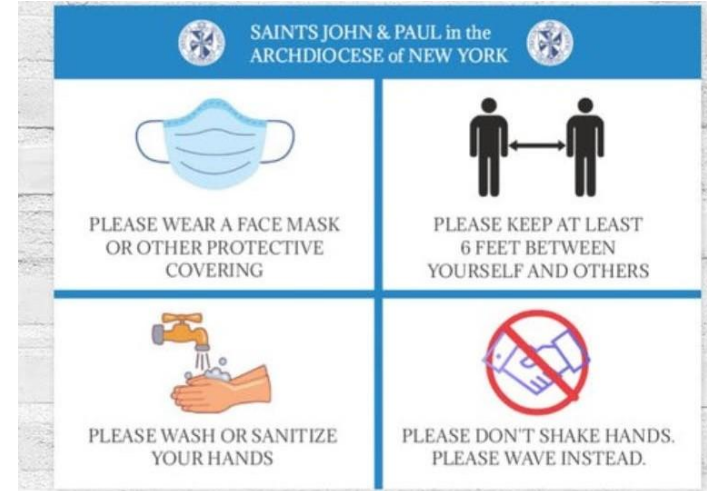 SAINTS JOHN & PAUL in the
ARCHDIOCESE of NEW YORK
PLEASE WEAR A FACE MASK
OR OTHER PROTECTIVE
COVERING
PLEASE KEEP AT LEAST
6 FEET BETWEEN
YOURSELF AND OTHERS
PLEASE WASH OR SANITIZE
YOUR HANDS
PLEASE DON'T SHAKE HANDS.
PLEASE WAVE INSTEAD.